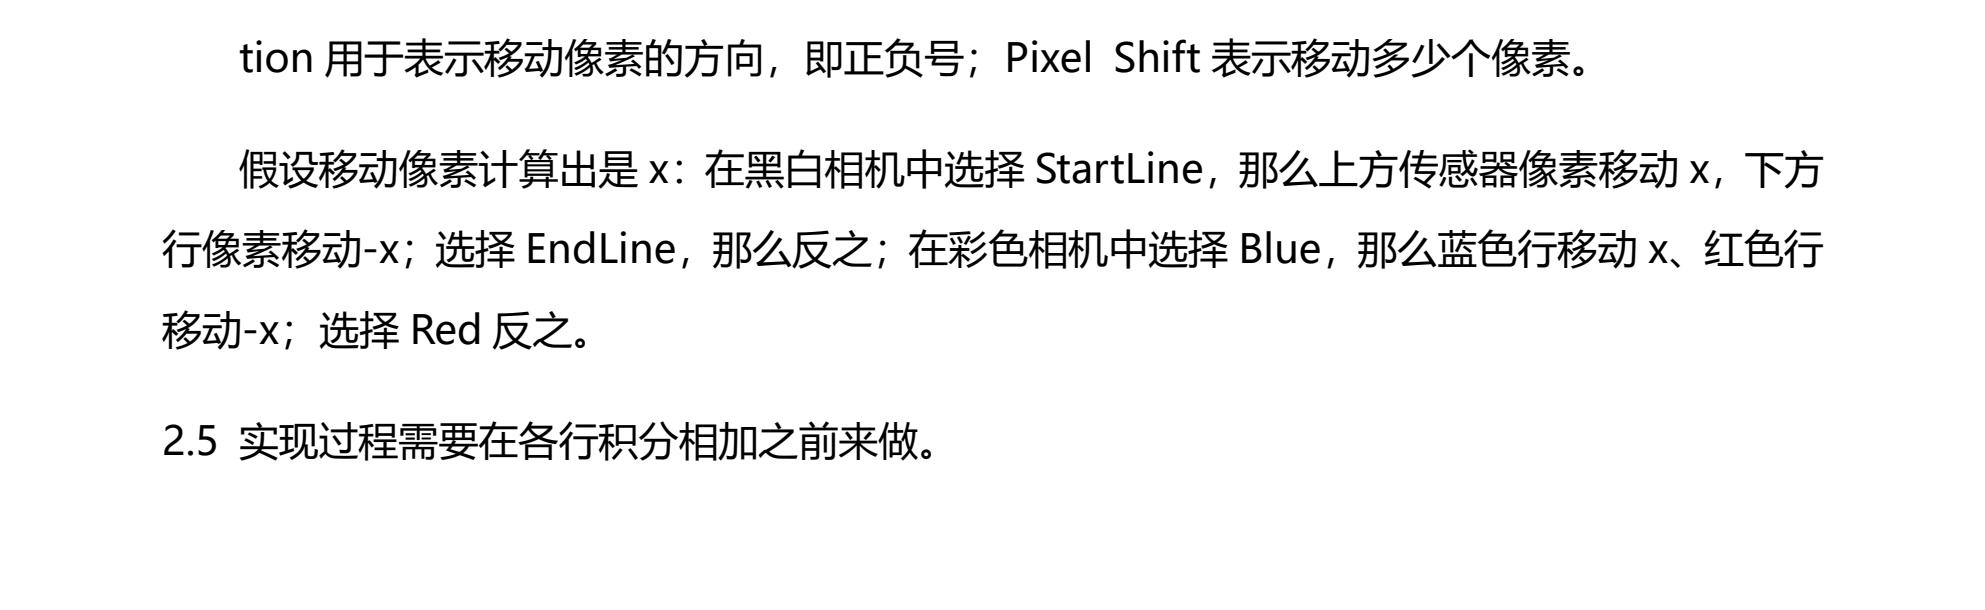 tion 用于表示移动像素的方向，即正负号；Pixel Shift 表示移动多少个像素。
假设移动像素计算出是 x：在黑白相机中选择 StartLine，那么上方传感器像素移动 x，下方
行像素移动-x；选择 EndLine，那么反之；在彩色相机中选择 Blue，那么蓝色行移动 x、红色行
移动-x；选择 Red 反之。
2.5 实现过程需要在各行积分相加之前来做。